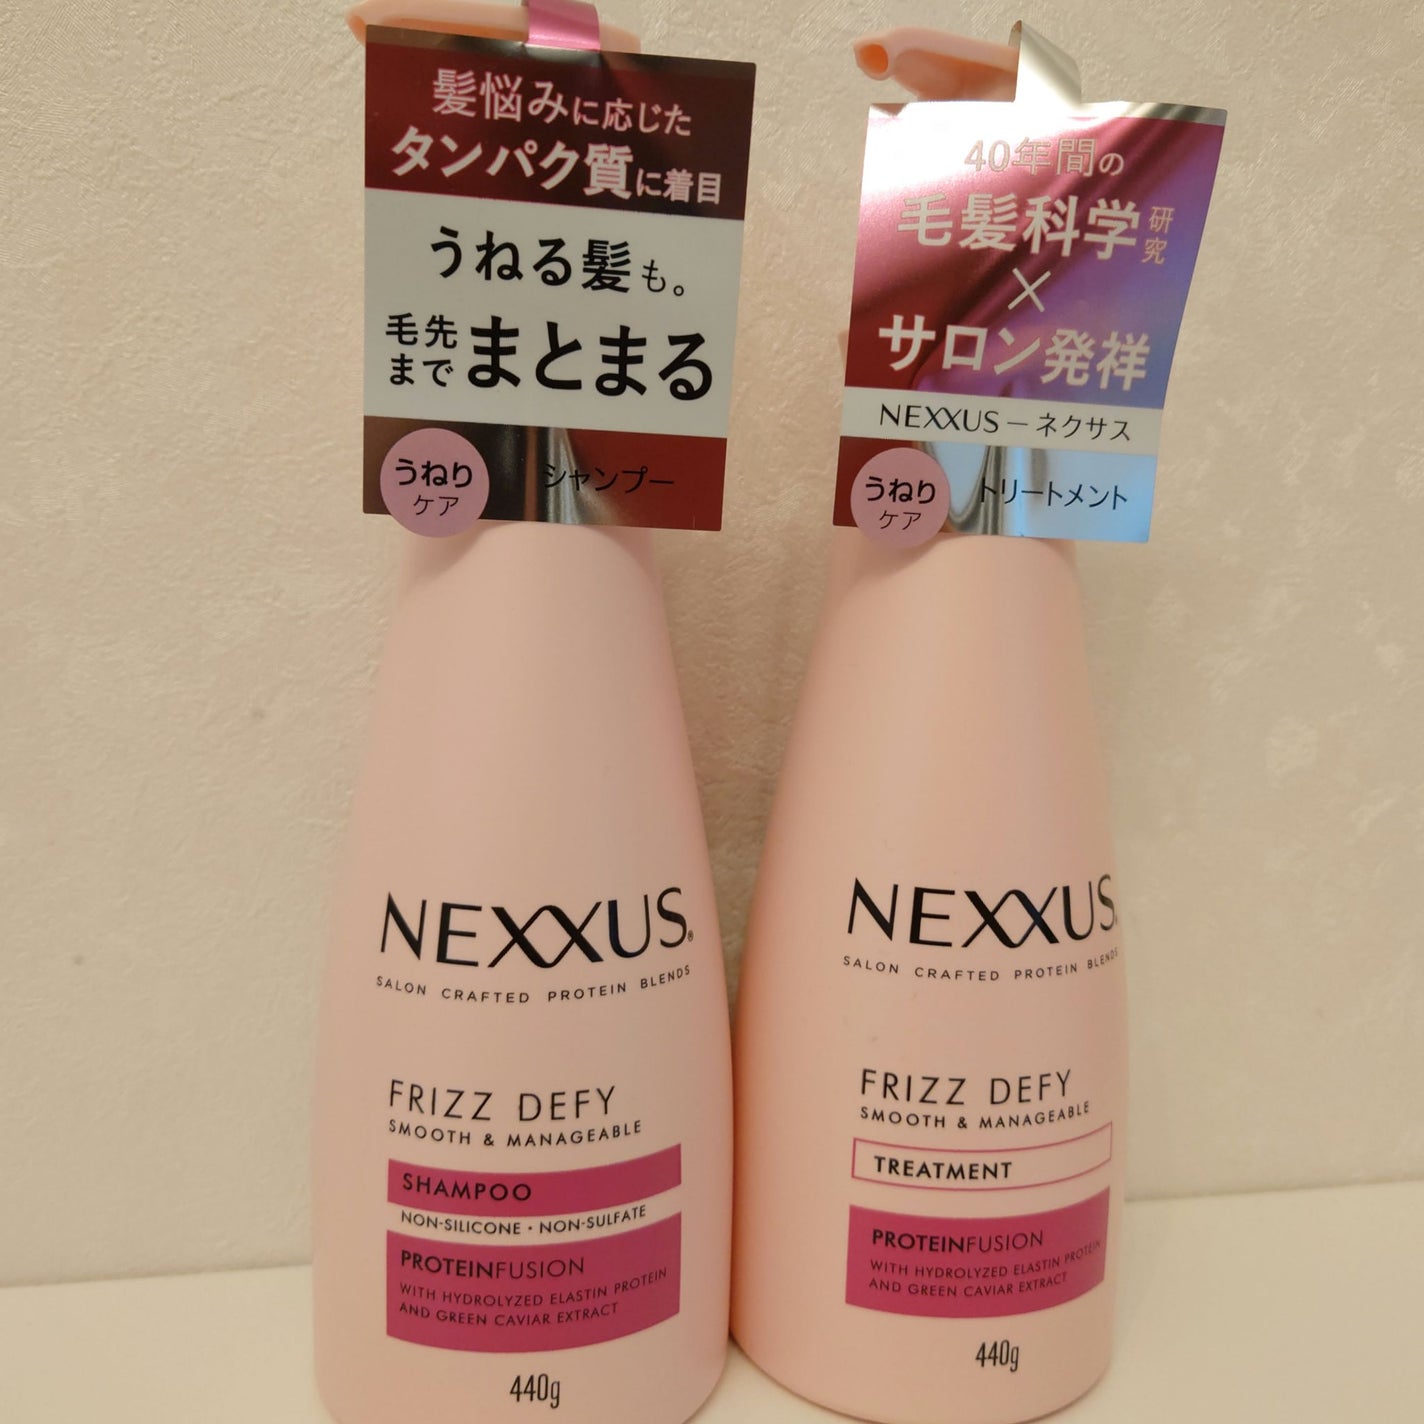 髪悩みに応じた
タンパク質に着目
うねる髪も。
毛先
まで
まとまる
うねり
ケア
シャンプー
NEXXUS®
SALON CRAFTED PROTEIN BLENDS
FRIZZ DEFY
SMOOTH & MANAGEABLE
SHAMPOO
NON-SILICONE・NON-SULFATE
PROTEINFUSION
WITH HYDROLYZED ELASTIN PROTEIN
AND GREEN CAVIAR EXTRACT
440g
40年間の
毛髪科学研究
×
サロン発祥
NEXXUS－ネクサス
うねり
ケア
トリートメント
NEXXUS
SALON CRAFTED PROTEIN BLENDS
FRIZZ DEFY
SMOOTH & MANAGEABLE
TREATMENT
PROTEINFUSION
WITH HYDROLYZED ELASTIN PROTEIN
AND GREEN CAVIAR EXTRACT
440g